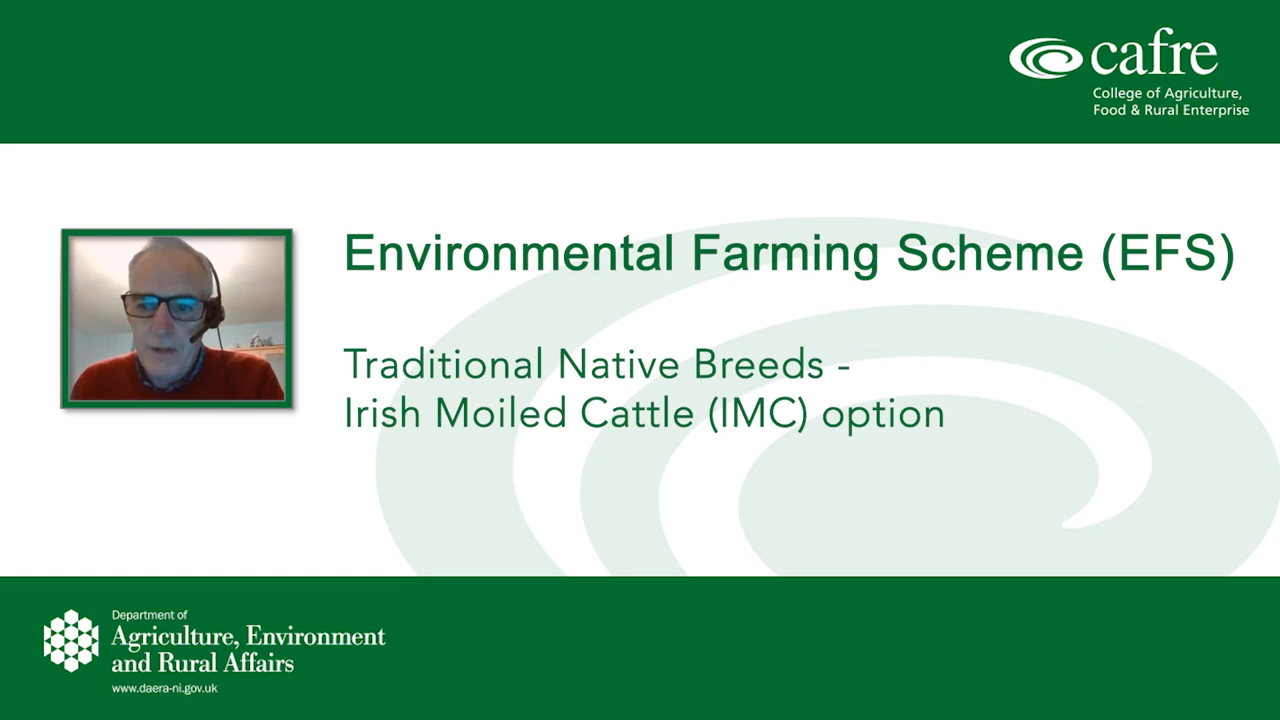 cafre
College of Agriculture,
Food & Rural Enterprise
Environmental Farming Scheme (EFS)
Traditional Native Breeds -
Irish Moiled Cattle (IMC) option
Department of
Agriculture, Environment
and Rural Affairs
www.daera-ni.gov.uk